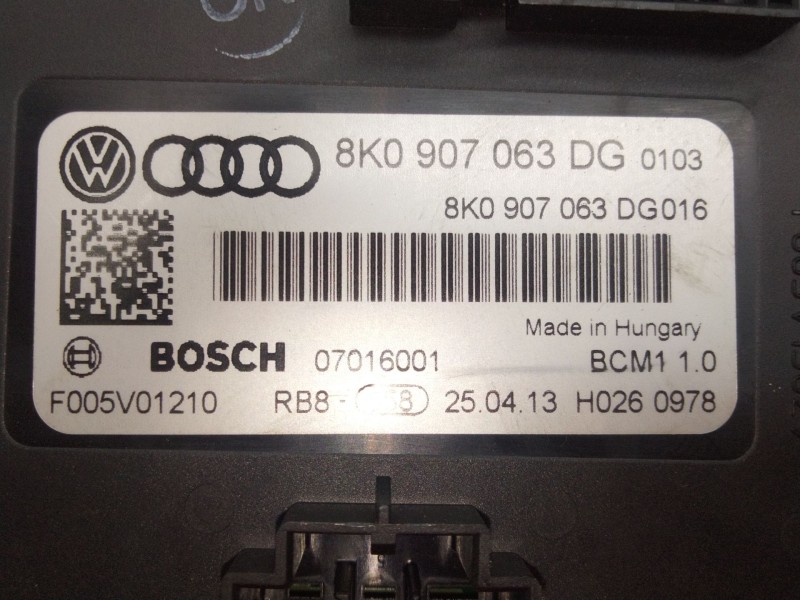 8K0 907 063 DG 0103
8K0 907 063 DG016
Made in Hungary
BOSCH 07016001 BCM1 1.0
F005V01210 RB8- 25.04.13 H026 0978